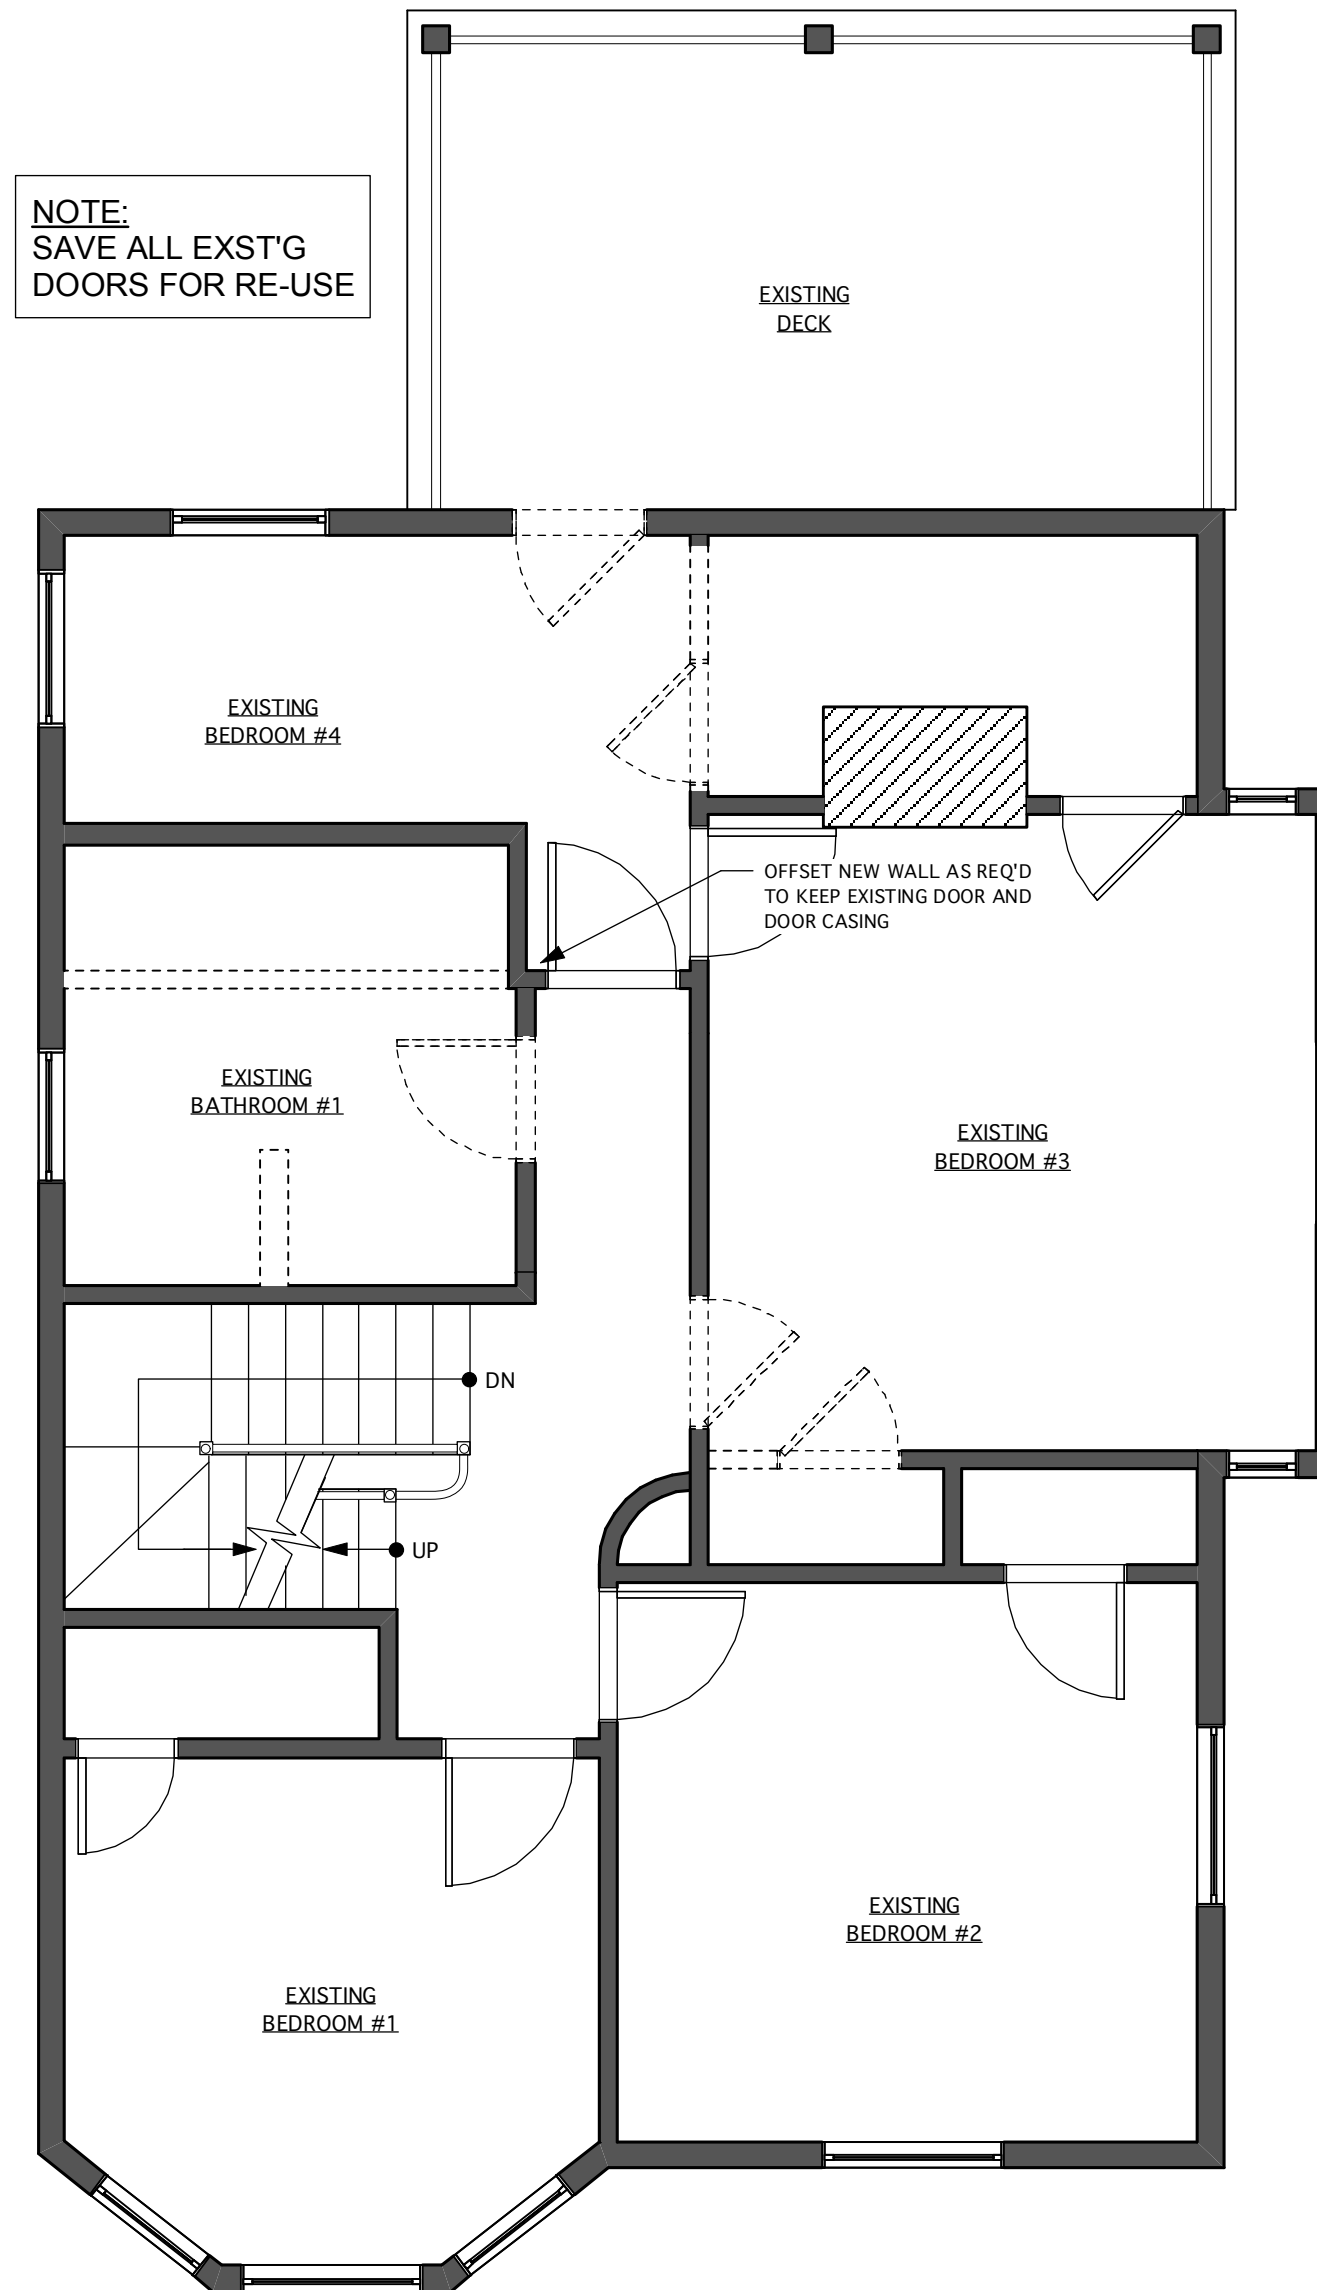 NOTE:
SAVE ALL EXST'G
DOORS FOR RE-USE
EXISTING
DECK
EXISTING
BEDROOM #4
OFFSET NEW WALL AS REQ'D
TO KEEP EXISTING DOOR AND
DOOR CASING
EXISTING
BATHROOM #1
EXISTING
BEDROOM #3
DN
UP
EXISTING
BEDROOM #2
EXISTING
BEDROOM #1